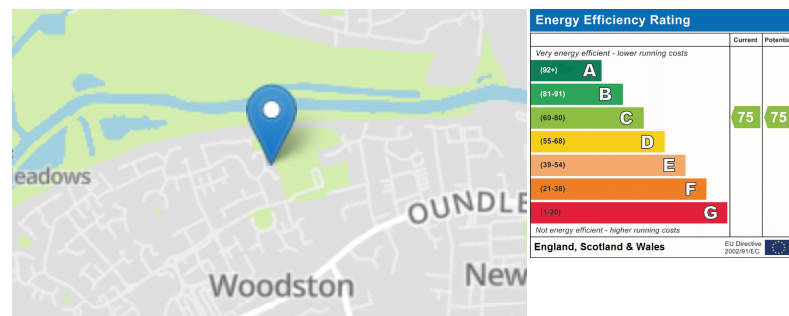 eadows
OUNDLE
Woodston
New
Energy Efficiency Rating
Current Potentia
Very energy efficient - lower running costs
(92+) A
(81-91) B
(69-80) C 75 75
(55-68) D
(39-54) E
(21-38) F
(1-20) G
Not energy efficient - higher running costs
England, Scotland & Wales
EU Directive
2002/91/EC